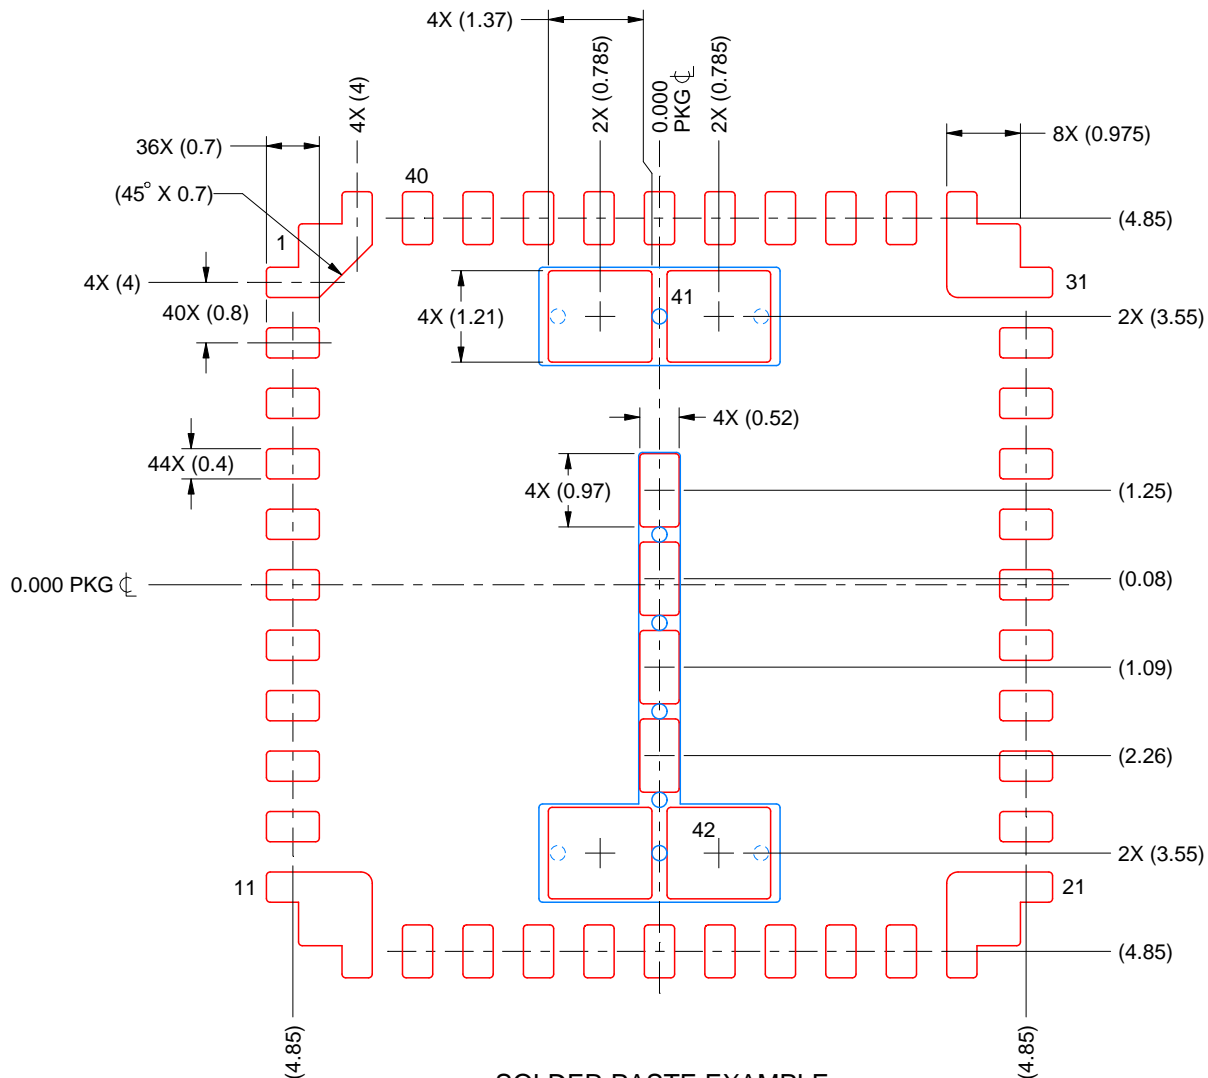 4X (1.37)
2X (0.785)
0.000
PKG ℄
2X (0.785)
4X (4)
36X (0.7)
8X (0.975)
(45° X 0.7)
40
(4.85)
1
4X (4)
31
40X (0.8)
4X (1.21)
41
2X (3.55)
4X (0.52)
44X (0.4)
4X (0.97)
(1.25)
0.000 PKG ℄
(0.08)
(1.09)
(2.26)
42
2X (3.55)
11
21
(4.85)
(4.85)
(4.85)
SOLDER PASTE EXAMPLE